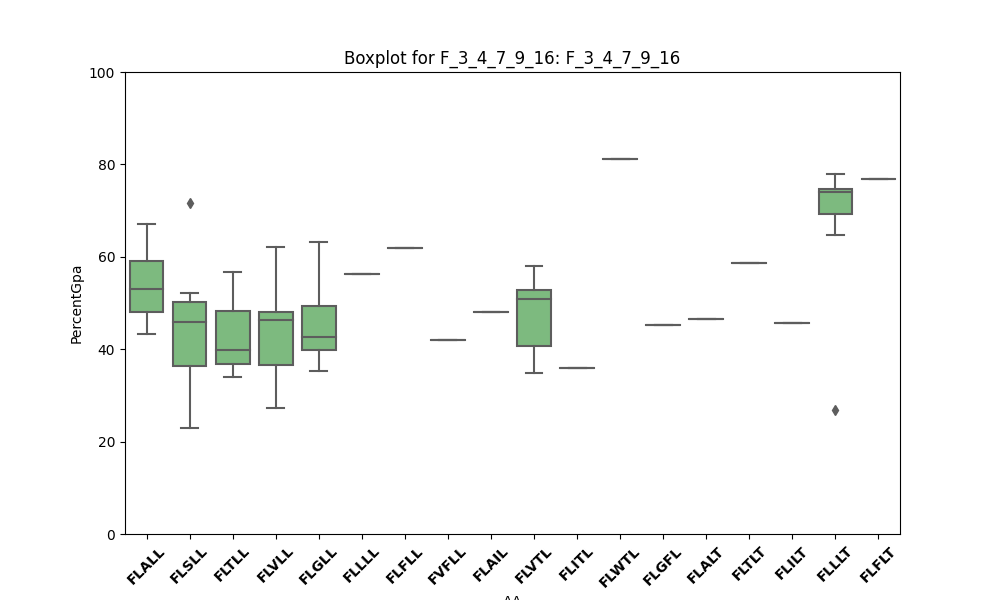 Boxplot for F_3_4_7_9_16: F_3_4_7_9_16
100
80
60
40
20
0
PercentGpa
FLALL
FLSLL
FLTLL
FLVLL
FLGLL
FLLLL
FLFLL
FVFLL
FLAIL
FLVTL
FLITL
FLWTL
FLGFL
FLALT
FLTLT
FLILT
FLLLT
FLFLT
AA